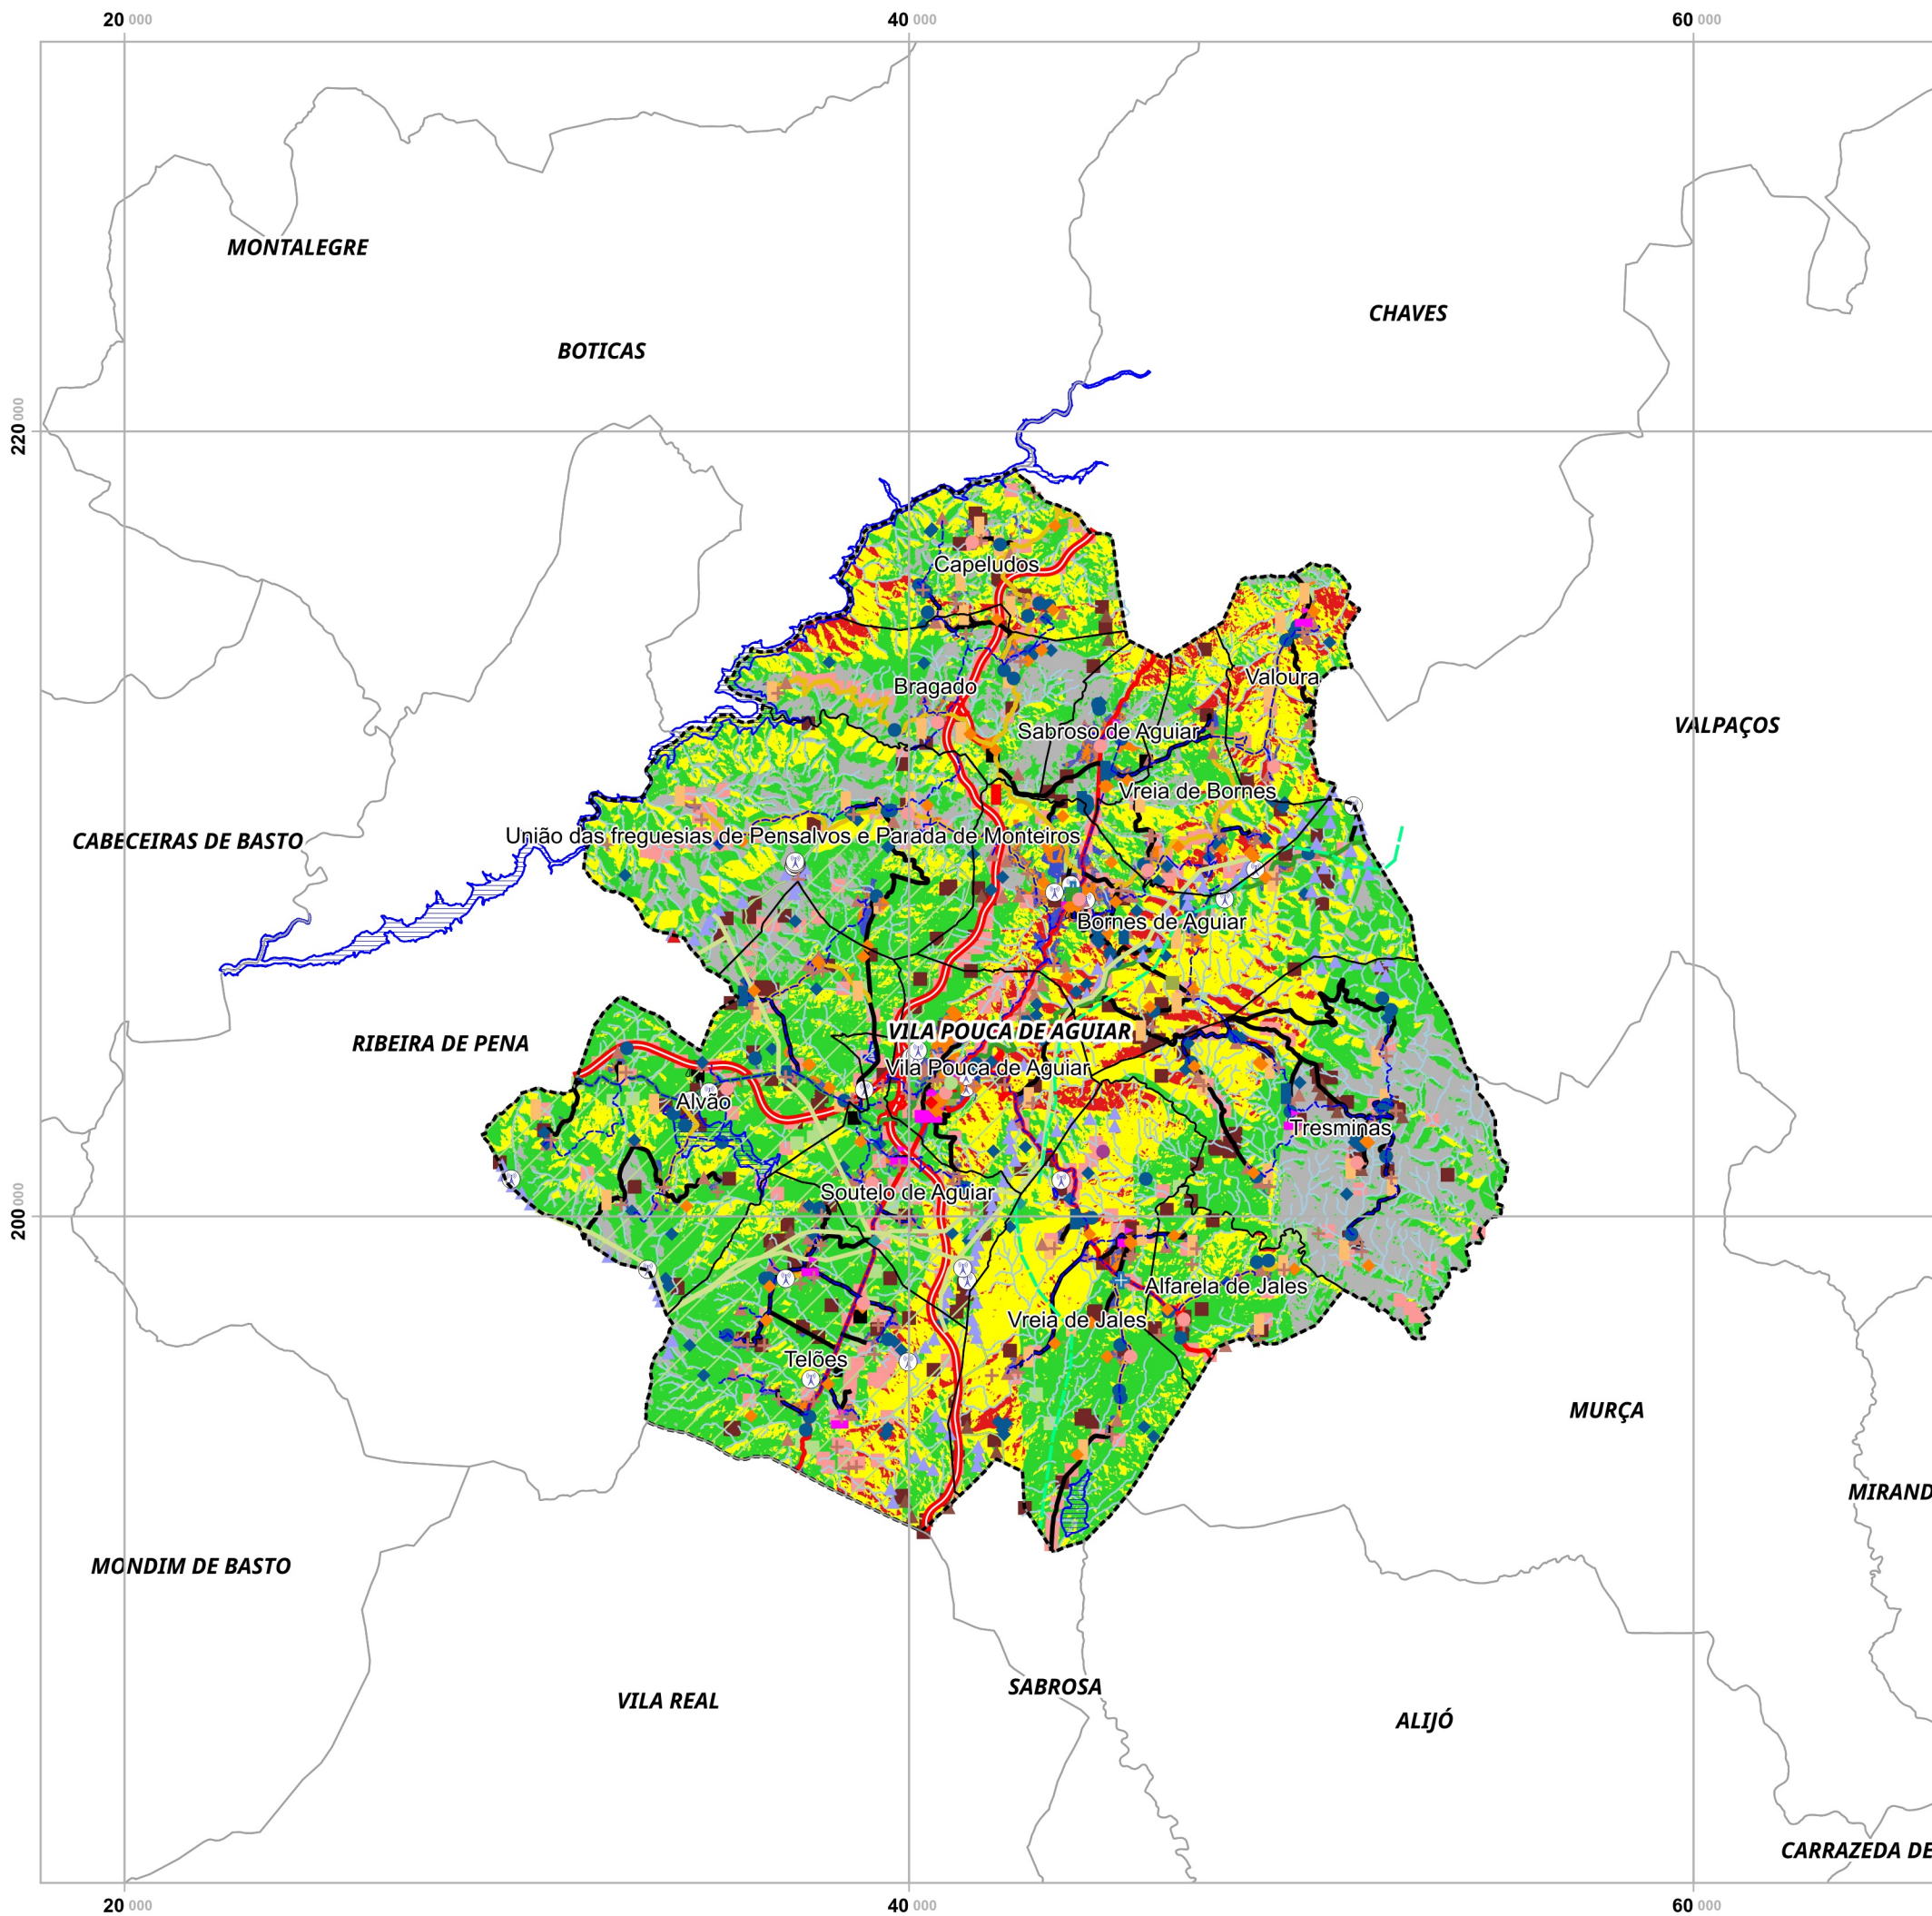 20 000
40 000
60 000
MONTALEGRE
CHAVES
BOTICAS
220 000
Capeludos
Valoura
Bragado
VALPAÇOS
Sabroso de Aguiar
Vreia de Bornes
União das freguesias de Pensalvos e Parada de Monteiros
CABECEIRAS DE BASTO
Bornes de Aguiar
VILA POUCA DE AGUIAR
RIBEIRA DE PENA
Vila Pouca de Aguiar
Alvão
Tresminas
Soutelo de Aguiar
200 000
Alfarela de Jales
Vreia de Jales
Telões
MURÇA
MIRAND
MONDIM DE BASTO
SABROSA
VILA REAL
ALIJÓ
CARRAZEDA DE
20 000
40 000
60 000